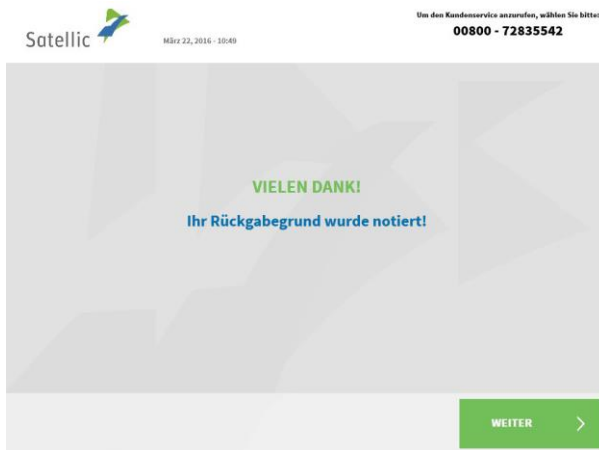 Um den Kundenservice anzurufen, wählen Sie bitte:
00800 - 72835542
Satellic
März 22, 2016 - 10:49
VIELEN DANK!
Ihr Rückgabegrund wurde notiert!
WEITER